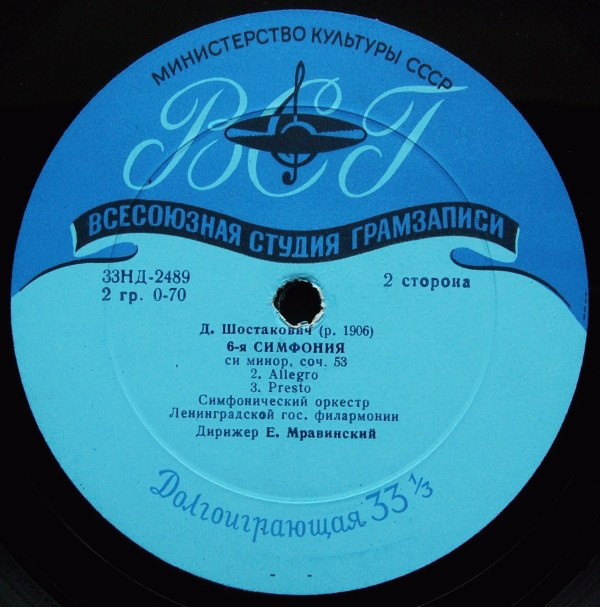 МИНИСТЕРСТВО КУЛЬТУРЫ СССР
ВСГ
ВСЕСОЮЗНАЯ СТУДИЯ ГРАМЗАПИСИ
33НД-2489
2 гр. 0-70
2 сторона
Д. Шостакович (р. 1906)
6-я СИМФОНИЯ
си минор, соч. 53
2. Allegro
3. Presto
Симфонический оркестр
Ленинградской гос. филармонии
Дирижер Е. Мравинский
Долгоиграющая 33 1/3